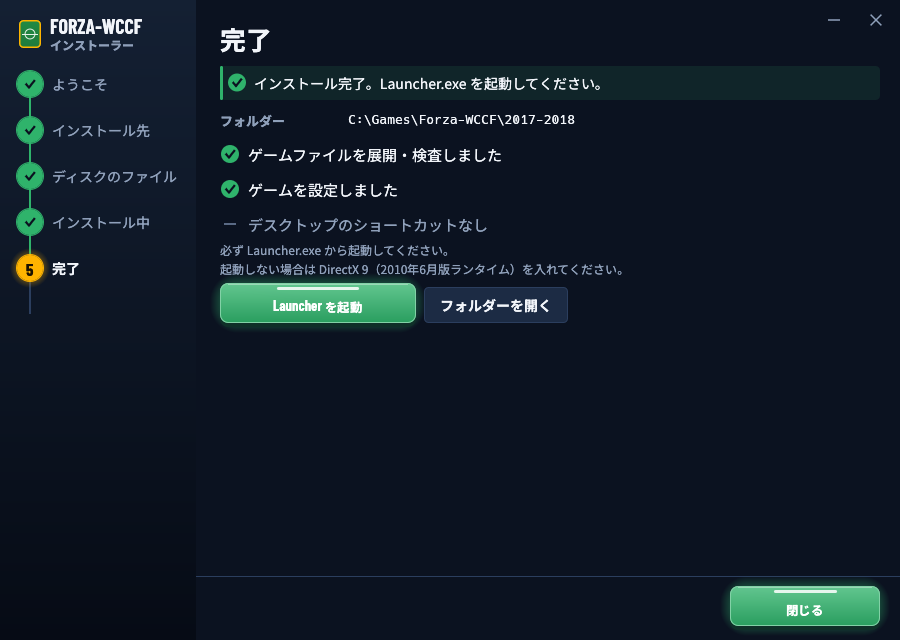 FORZA-WCCF
インストーラー
ようこそ
インストール先
ディスクのファイル
インストール中
5 完了
完了
インストール完了。Launcher.exe を起動してください。
フォルダー C:\Games\Forza-WCCF\2017-2018
ゲームファイルを展開・検査しました
ゲームを設定しました
— デスクトップのショートカットなし
必ず Launcher.exe から起動してください。
起動しない場合は DirectX 9（2010年6月版ランタイム）を入れてください。
Launcher を起動 フォルダーを開く
閉じる